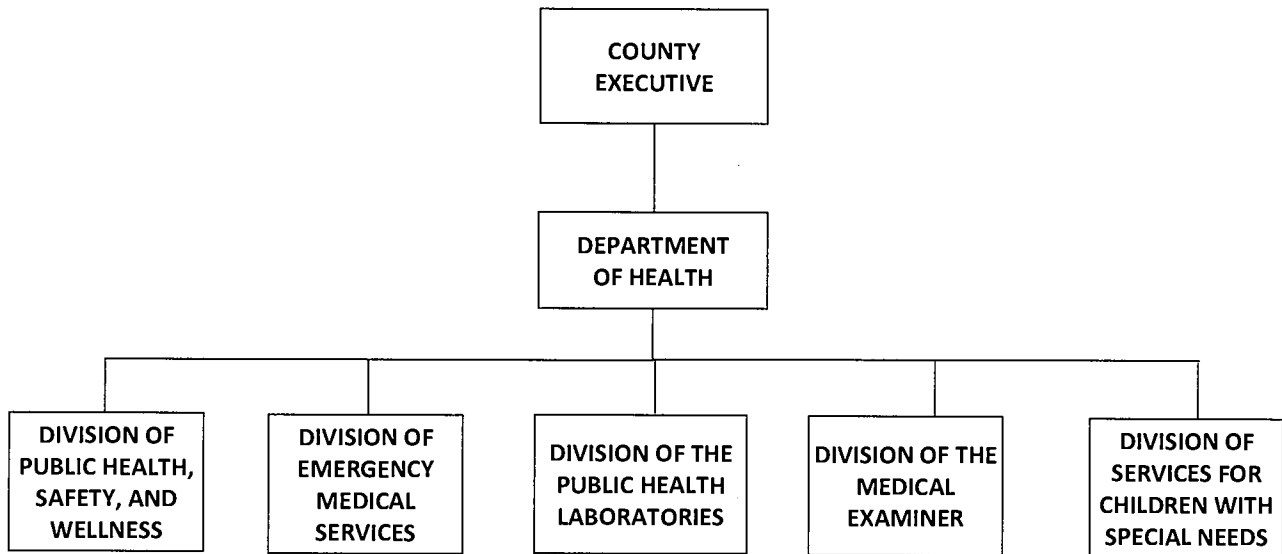 COUNTY
EXECUTIVE
DEPARTMENT
OF HEALTH
DIVISION OF
PUBLIC HEALTH,
SAFETY, AND
WELLNESS
DIVISION OF
EMERGENCY
MEDICAL
SERVICES
DIVISION OF THE
PUBLIC HEALTH
LABORATORIES
DIVISION OF THE
MEDICAL
EXAMINER
DIVISION OF
SERVICES FOR
CHILDREN WITH
SPECIAL NEEDS